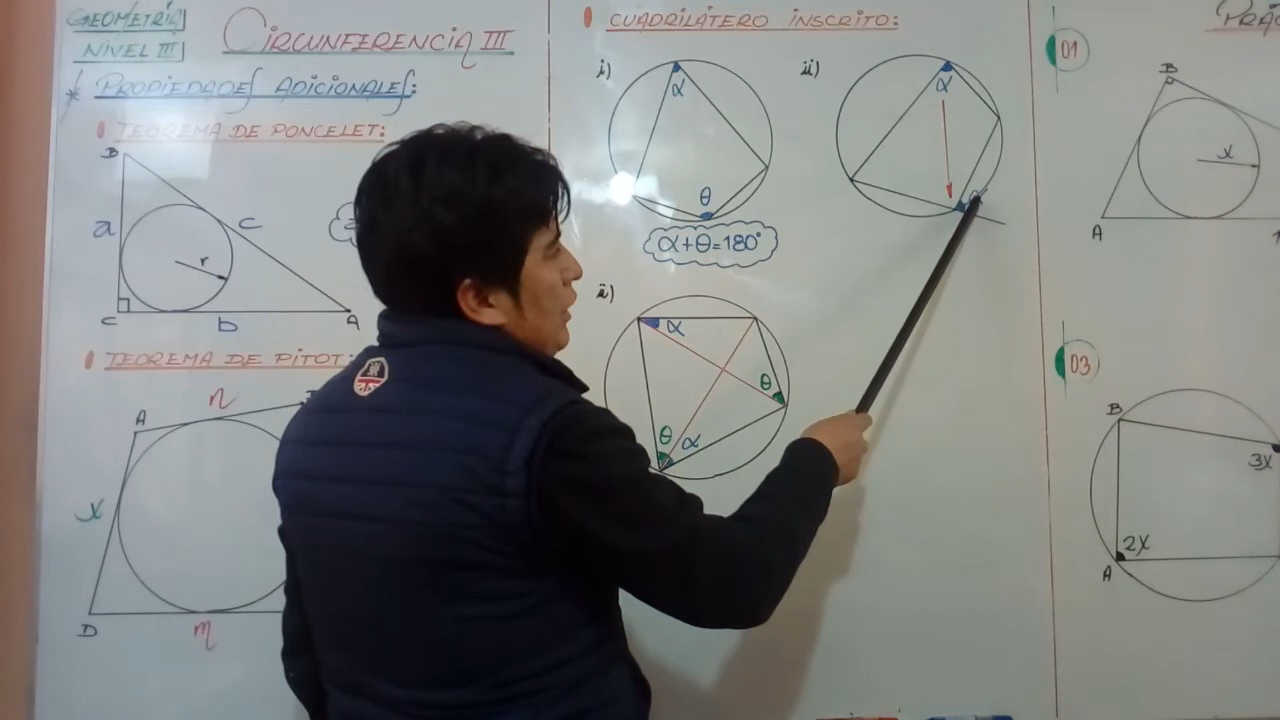 GEOMETRÍA
NIVEL III
CIRCUNFERENCIA III
* PROPIEDADES ADICIONALES:
TEOREMA DE PONCELET:
B
a
c
r
C
b
A
TEOREMA DE PITOT:
n
A
x
D
m
CUADRILÁTERO INSCRITO:
i)
α
θ
α+θ=180°
ii)
α
α
ii)
α
θ
θ
α
01
B
x
A
03
B
3x
2x
A